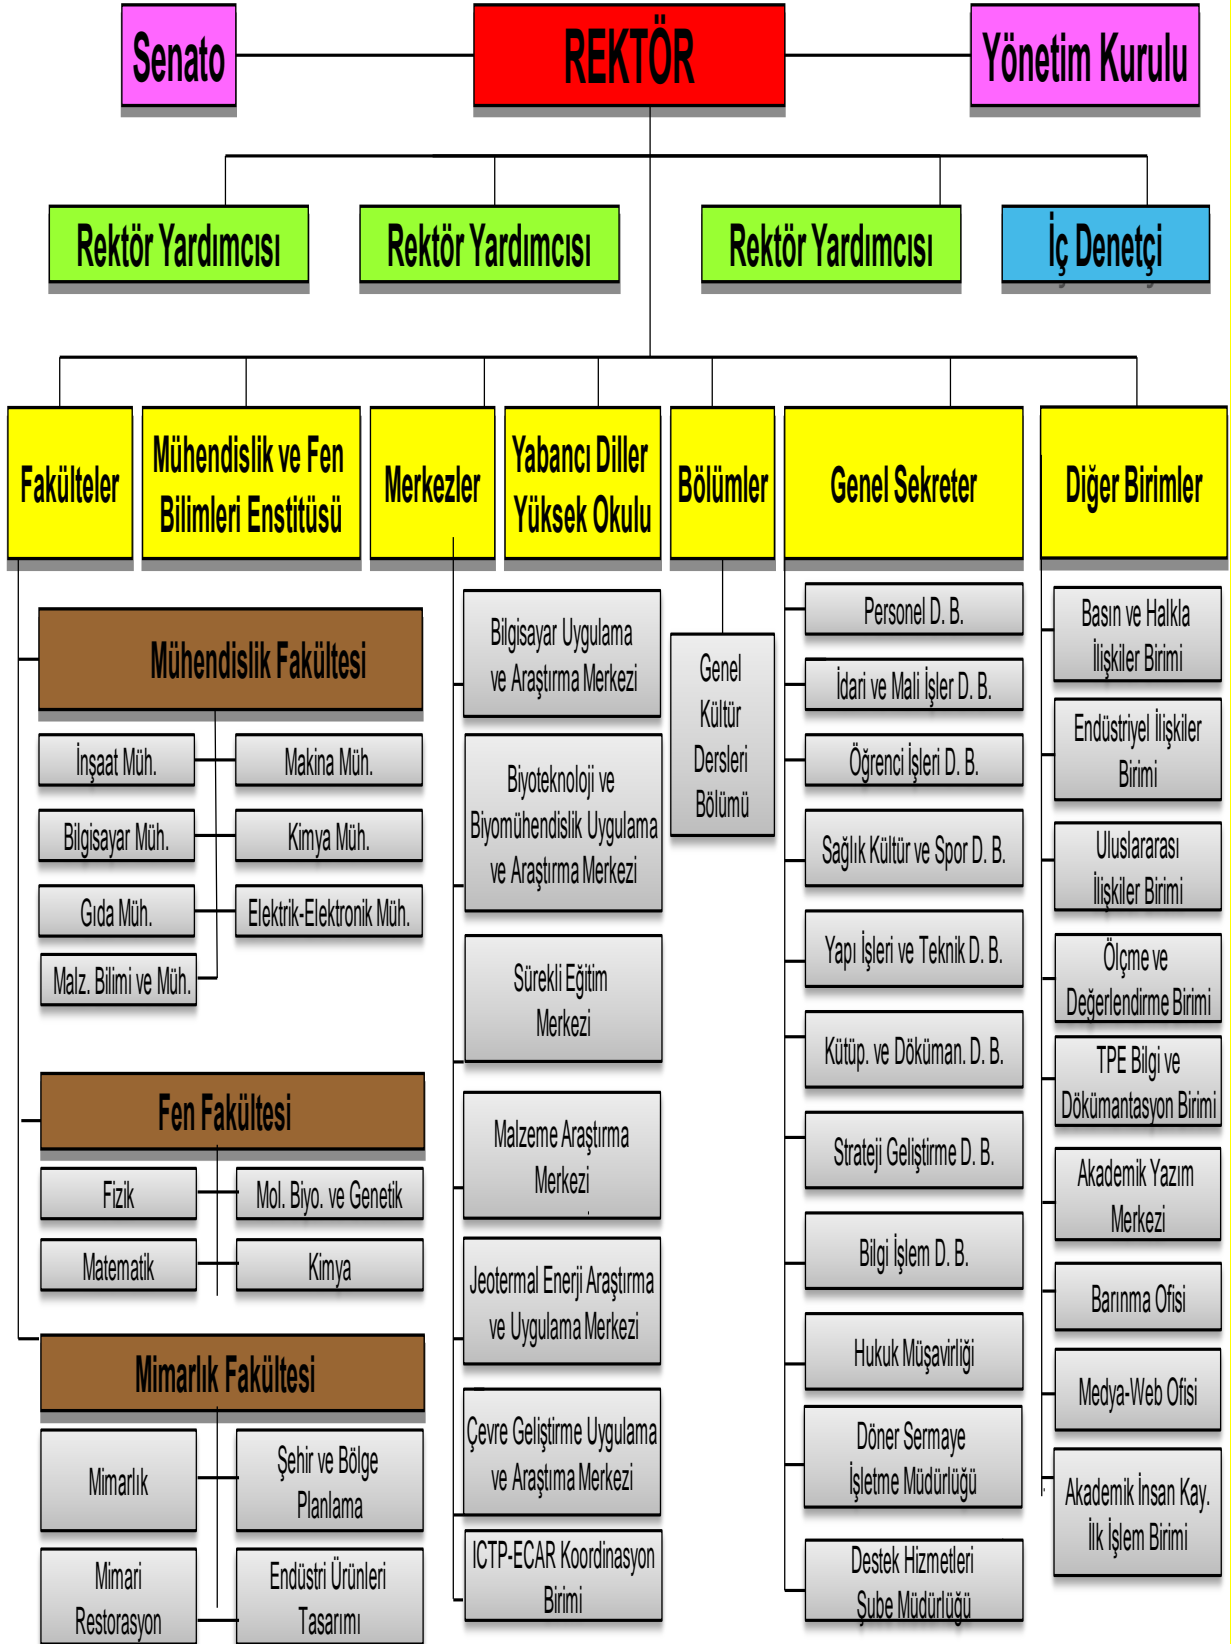 Senato
REKTÖR
Yönetim Kurulu
Rektör Yardımcısı
Rektör Yardımcısı
Rektör Yardımcısı
İç Denetçi
Fakülteler
Mühendislik ve Fen
Bilimleri Enstitüsü
Merkezler
Yabancı Diller
Yüksek Okulu
Bölümler
Genel Sekreter
Diğer Birimler
Mühendislik Fakültesi
İnşaat Müh.
Makina Müh.
Bilgisayar Müh.
Kimya Müh.
Gıda Müh.
Elektrik-Elektronik Müh.
Malz. Bilimi ve Müh.
Fen Fakültesi
Fizik
Mol. Biyo. ve Genetik
Matematik
Kimya
Mimarlık Fakültesi
Mimarlık
Şehir ve Bölge
Planlama
Mimari
Restorasyon
Endüstri Ürünleri
Tasarımı
Bilgisayar Uygulama
ve Araştırma Merkezi
Biyoteknoloji ve
Biyomühendislik Uygulama
ve Araştırma Merkezi
Sürekli Eğitim
Merkezi
Malzeme Araştırma
Merkezi
Jeotermal Enerji Araştırma
ve Uygulama Merkezi
Çevre Geliştirme Uygulama
ve Araştıma Merkezi
ICTP-ECAR Koordinasyon
Birimi
Genel
Kültür
Dersleri
Bölümü
Personel D. B.
İdari ve Mali İşler D. B.
Öğrenci İşleri D. B.
Sağlık Kültür ve Spor D. B.
Yapı İşleri ve Teknik D. B.
Kütüp. ve Döküman. D. B.
Strateji Geliştirme D. B.
Bilgi İşlem D. B.
Hukuk Müşavirliği
Döner Sermaye
İşletme Müdürlüğü
Destek Hizmetleri
Şube Müdürlüğü
Basın ve Halkla
İlişkiler Birimi
Endüstriyel İlişkiler
Birimi
Uluslararası
İlişkiler Birimi
Ölçme ve
Değerlendirme Birimi
TPE Bilgi ve
Dökümantasyon Birimi
Akademik Yazım
Merkezi
Barınma Ofisi
Medya-Web Ofisi
Akademik İnsan Kay.
İlk İşlem Birimi